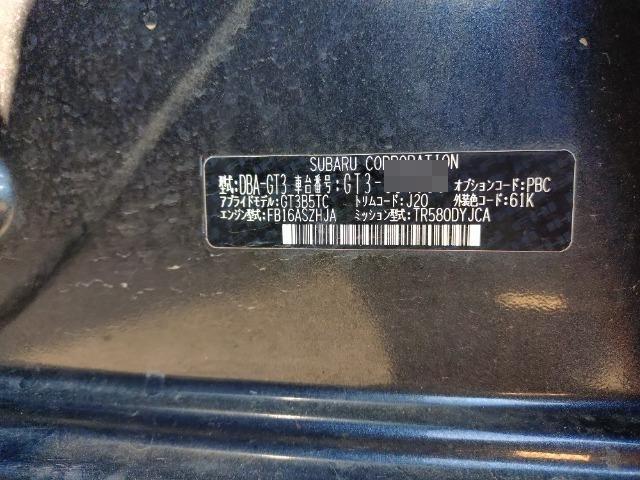 SUBARU CORPORATION
型式:DBA-GT3 車台番号:GT3- オプションコード:PBC
アプライドモデル:GT3B5TC トリムコード:J20 外装色コード:61K
エンジン型式:FB16ASZHJA ミッション型式:TR580DYJCA